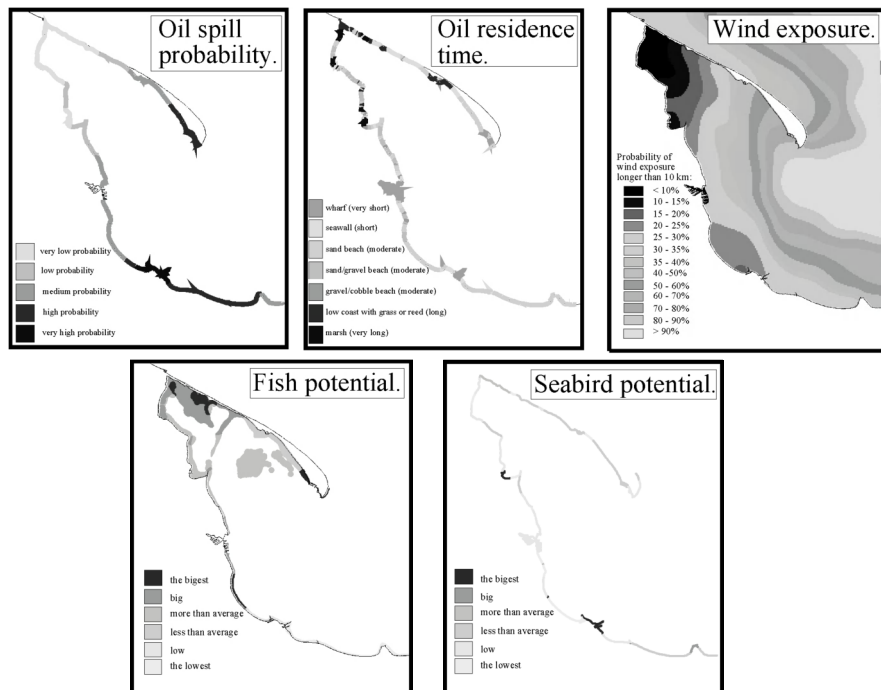 Oil spill
probability.
very low probability
low probability
medium probability
high probability
very high probability
Oil residence
time.
wharf (very short)
seawall (short)
sand beach (moderate)
sand/gravel beach (moderate)
gravel/cobble beach (moderate)
low coast with grass or reed (long)
marsh (very long)
Wind exposure.
Probability of
wind exposure
longer than 10 km:
< 10%
10 - 15%
15 - 20%
20 - 25%
25 - 30%
30 - 35%
35 - 40%
40 -50%
50 - 60%
60 - 70%
70 - 80%
80 - 90%
> 90%
Fish potential.
the bigest
big
more than average
less than average
low
the lowest
Seabird potential.
the bigest
big
more than average
less than average
low
the lowest